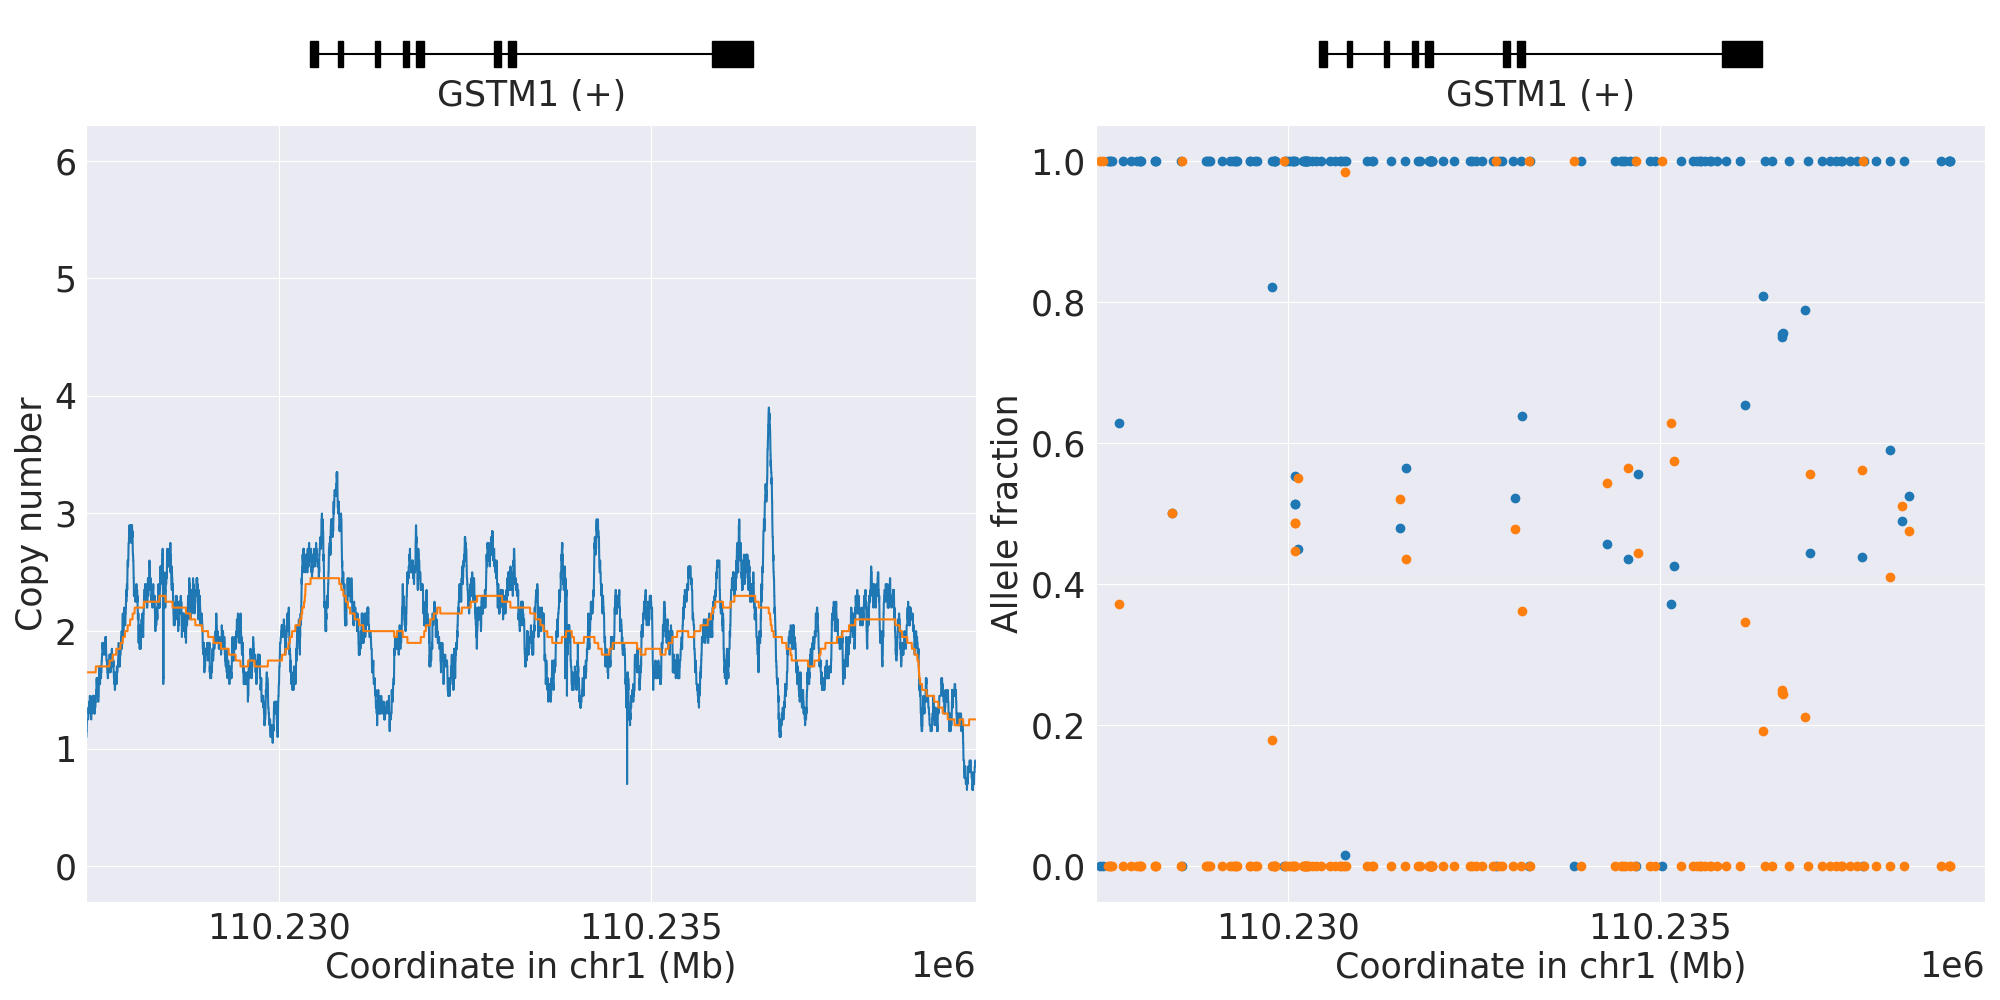 GSTM1 (+)
6
5
4
3
2
1
0
Copy number
110.230
110.235
Coordinate in chr1 (Mb)
1e6
GSTM1 (+)
1.0
0.8
0.6
0.4
0.2
0.0
Allele fraction
110.230
110.235
Coordinate in chr1 (Mb)
1e6